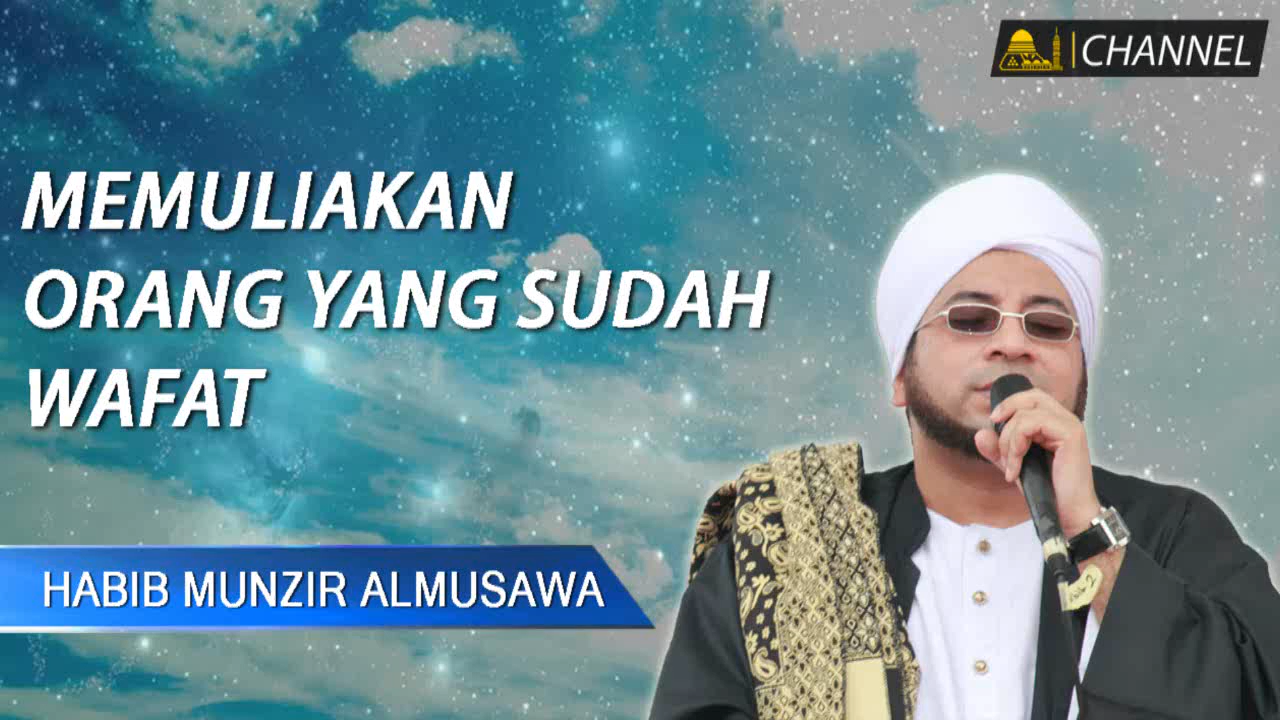 CHANNEL
MEMULIAKAN
ORANG YANG SUDAH
WAFAT
HABIB MUNZIR ALMUSAWA